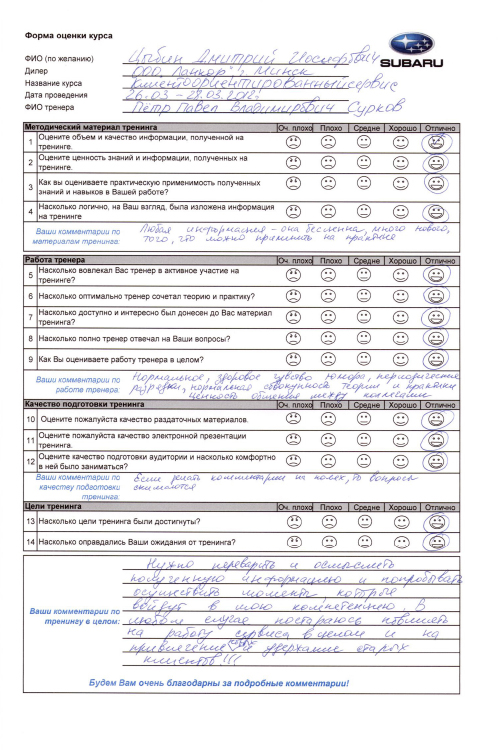 Форма оценки курса
SUBARU
ФИО (по желанию) Цыбин Дмитрий Иосифович
Дилер ООО "Ланкор", г. Минск
Название курса Клиентоориентированный сервис
Дата проведения 26.03 - 28.03.2012г.
ФИО тренера Петр Павел Владимирович Сурков
Методический материал тренинга Оч. плохо Плохо Средне Хорошо Отлично
1 Оцените объем и качество информации, полученной на
тренинге.
2 Оцените ценность знаний и информации, полученных на
тренинге.
3 Как вы оцениваете практическую применимость полученных
знаний и навыков в Вашей работе?
4 Насколько логично, на Ваш взгляд, была изложена информация
на тренинге
Ваши комментарии по материалам тренинга:
Любая информация - она бесценна, много нового,
того, что можно применить на практике
Работа тренера Оч. плохо Плохо Средне Хорошо Отлично
5 Насколько вовлекал Вас тренер в активное участие на
тренинге?
6 Насколько оптимально тренер сочетал теорию и практику?
7 Насколько доступно и интересно был донесен до Вас материал
тренинга?
8 Насколько полно тренер отвечал на Ваши вопросы?
9 Как Вы оцениваете работу тренера в целом?
Ваши комментарии по работе тренера:
Нормальное, здоровое чувство юмора, периодические
разрядки, нормальная совокупность теории и практики
Ценность общения между коллегами
Качество подготовки тренинга Оч. плохо Плохо Средне Хорошо Отлично
10 Оцените пожалуйста качество раздаточных материалов.
11 Оцените пожалуйста качество электронной презентации
тренинга.
12 Оцените качество подготовки аудитории и насколько комфортно
в ней было заниматься?
Ваши комментарии по качеству подготовки тренинга:
Если делать комментарии на полях, то вопросы
снимаются
Цели тренинга Оч. плохо Плохо Средне Хорошо Отлично
13 Насколько цели тренинга были достигнуты?
14 Насколько оправдались Ваши ожидания от тренинга?
Ваши комментарии по тренингу в целом:
Нужно переварить и осмыслить
полученную информацию и попробывать
осуществить моменты, которые
войдут в мою компетенцию. В
любом случае постараюсь повлиять
на работу сервиса в целом и на
привлечение новых и удержание старых
клиентов!!!
Будем Вам очень благодарны за подробные комментарии!